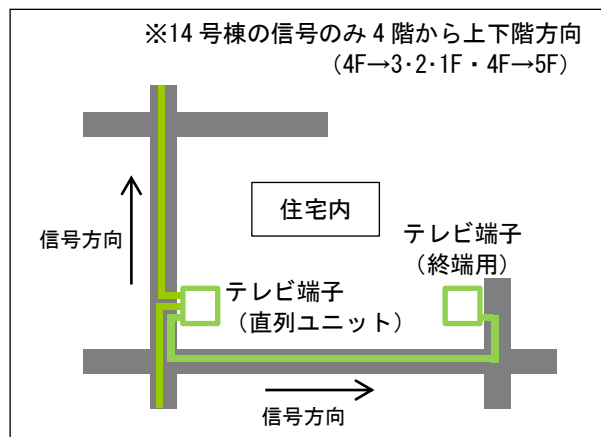 ※14 号棟の信号のみ 4 階から上下階方向
（4F→3･2･1F・4F→5F）
住宅内
信号方向
テレビ端子
（終端用）
テレビ端子
（直列ユニット）
信号方向